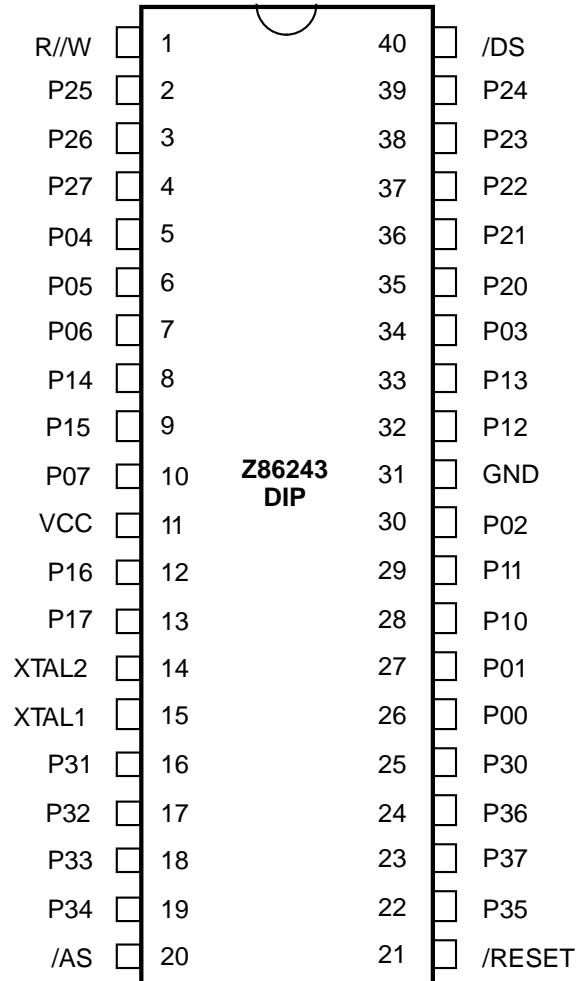 R//W 1 40 /DS
P25 2 39 P24
P26 3 38 P23
P27 4 37 P22
P04 5 36 P21
P05 6 35 P20
P06 7 34 P03
P14 8 33 P13
P15 9 32 P12
P07 10 Z86243 31 GND
DIP
VCC 11 30 P02
P16 12 29 P11
P17 13 28 P10
XTAL2 14 27 P01
XTAL1 15 26 P00
P31 16 25 P30
P32 17 24 P36
P33 18 23 P37
P34 19 22 P35
/AS 20 21 /RESET